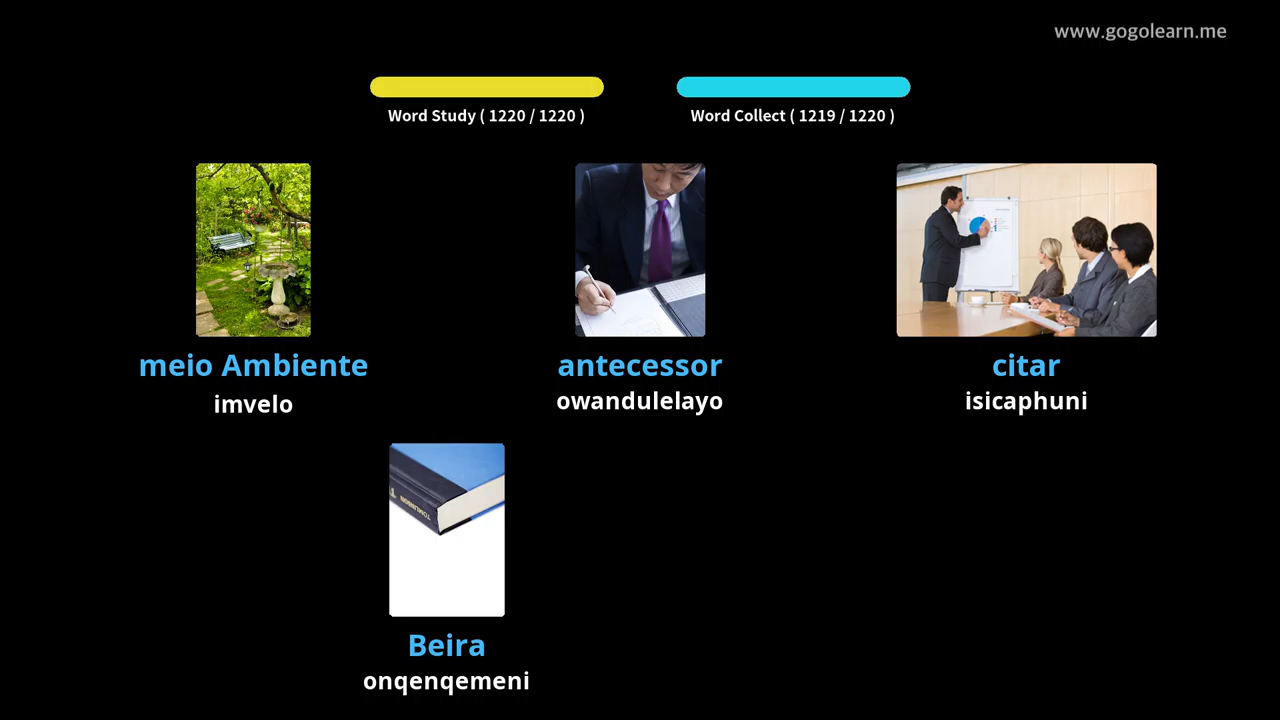 www.gogolearn.me
Word Study ( 1220 / 1220 )
Word Collect ( 1219 / 1220 )
meio Ambiente
imvelo
antecessor
owandulelayo
citar
isicaphuni
TOMLINSON
Beira
onqenqemeni